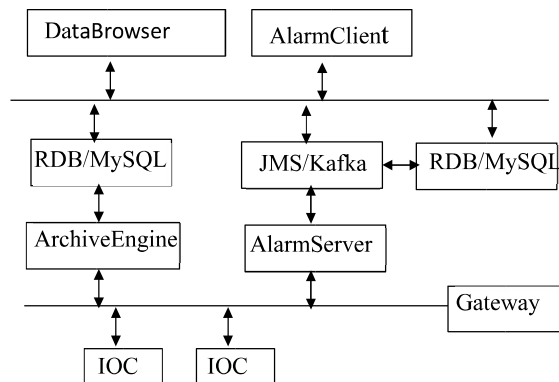 DataBrowser
AlarmClient
RDB/MySQL
JMS/Kafka
RDB/MySQL
ArchiveEngine
AlarmServer
Gateway
IOC
IOC